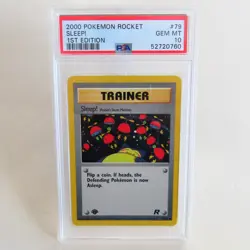 2000 POKEMON ROCKET #79
SLEEP! GEM MT
1ST EDITION 10
PSA 52720760
TRAINER
Sleep!
Flip a coin. If heads, the
Defending Pokémon is now
Asleep.